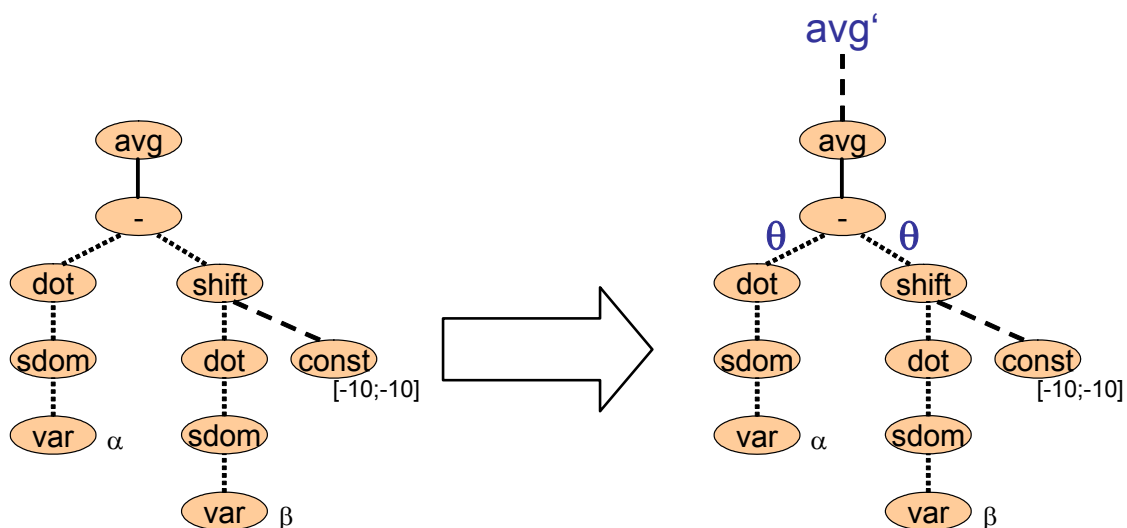 avg‘
avg
avg
-
-
θ
θ
dot
shift
dot
shift
sdom
dot
const
[-10;-10]
sdom
dot
const
[-10;-10]
var
α
sdom
var
α
sdom
var
β
var
β